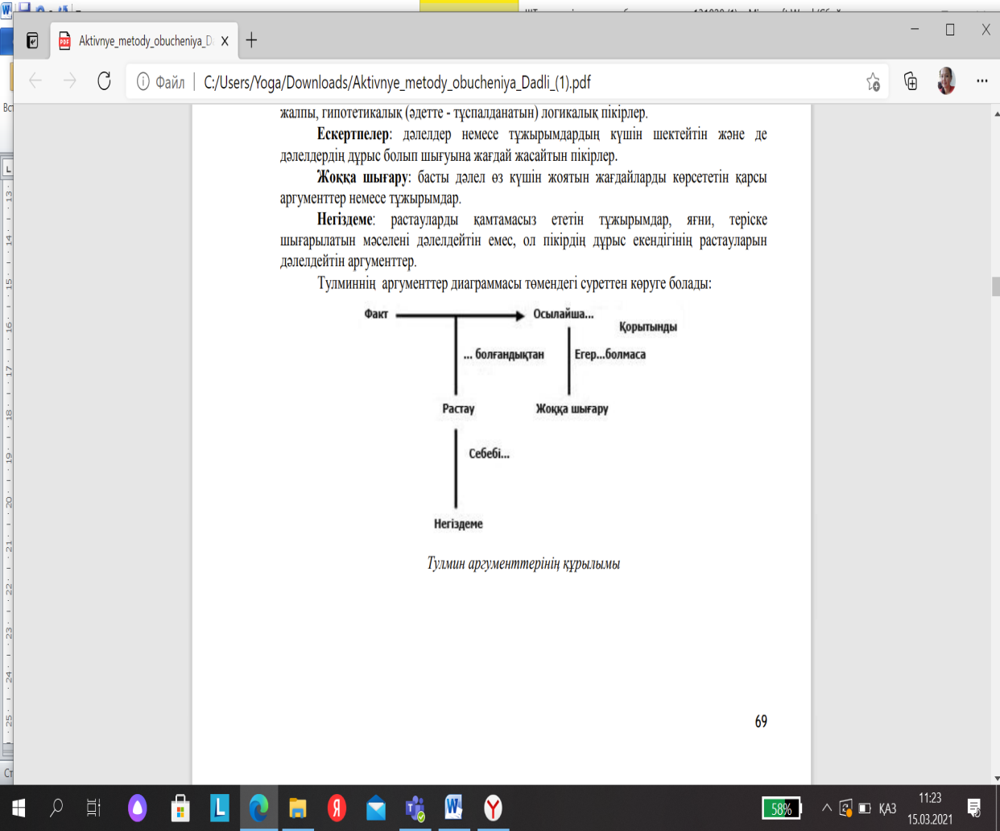 Aktivnye_metody_obucheniya_D
Файл
C:/Users/Yoga/Downloads/Aktivnye_metody_obucheniya_Dadli_(1).pdf
жалпы, гипотетикалық (әдетте - тұспалданатын) логикалық пікірлер.
Ескертпелер: дәлелдер немесе тұжырымдардың күшін шектейтін және де
дәлелдердің дұрыс болып шығуына жағдай жасайтын пікірлер.
Жоққа шығару: басты дәлел өз күшін жоятын жағдайларды көрсететін қарсы
аргументтер немесе тұжырымдар.
Негіздеме: растауларды қамтамасыз ететін тұжырымдар, яғни, теріске
шығарылатын мәселені дәлелдейтін емес, ол пікірдің дұрыс екендігінің растауларын
дәлелдейтін аргументтер.
Тулминнің аргументтер диаграммасы төмендегі суреттен көруге болады:
Факт
Осылайша...
Қорытынды
... болғандықтан
Егер...болмаса
Растау
Жоққа шығару
Себебі...
Негіздеме
Тулмин аргументтерінің құрылымы
69
58%
ҚАЗ
11:23
15.03.2021